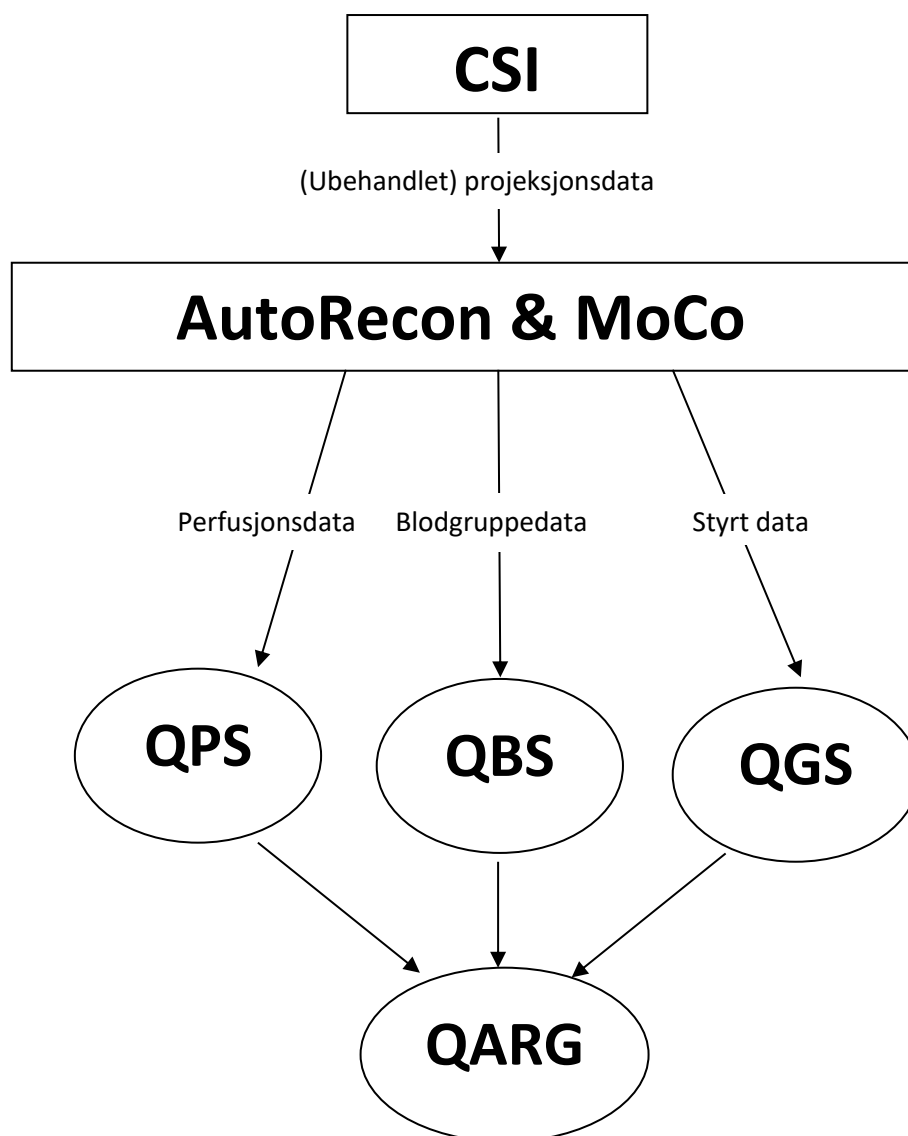 CSI
(Ubehandlet) projeksjonsdata
AutoRecon & MoCo
Perfusjonsdata
Blodgruppedata
Styrt data
QPS
QBS
QGS
QARG